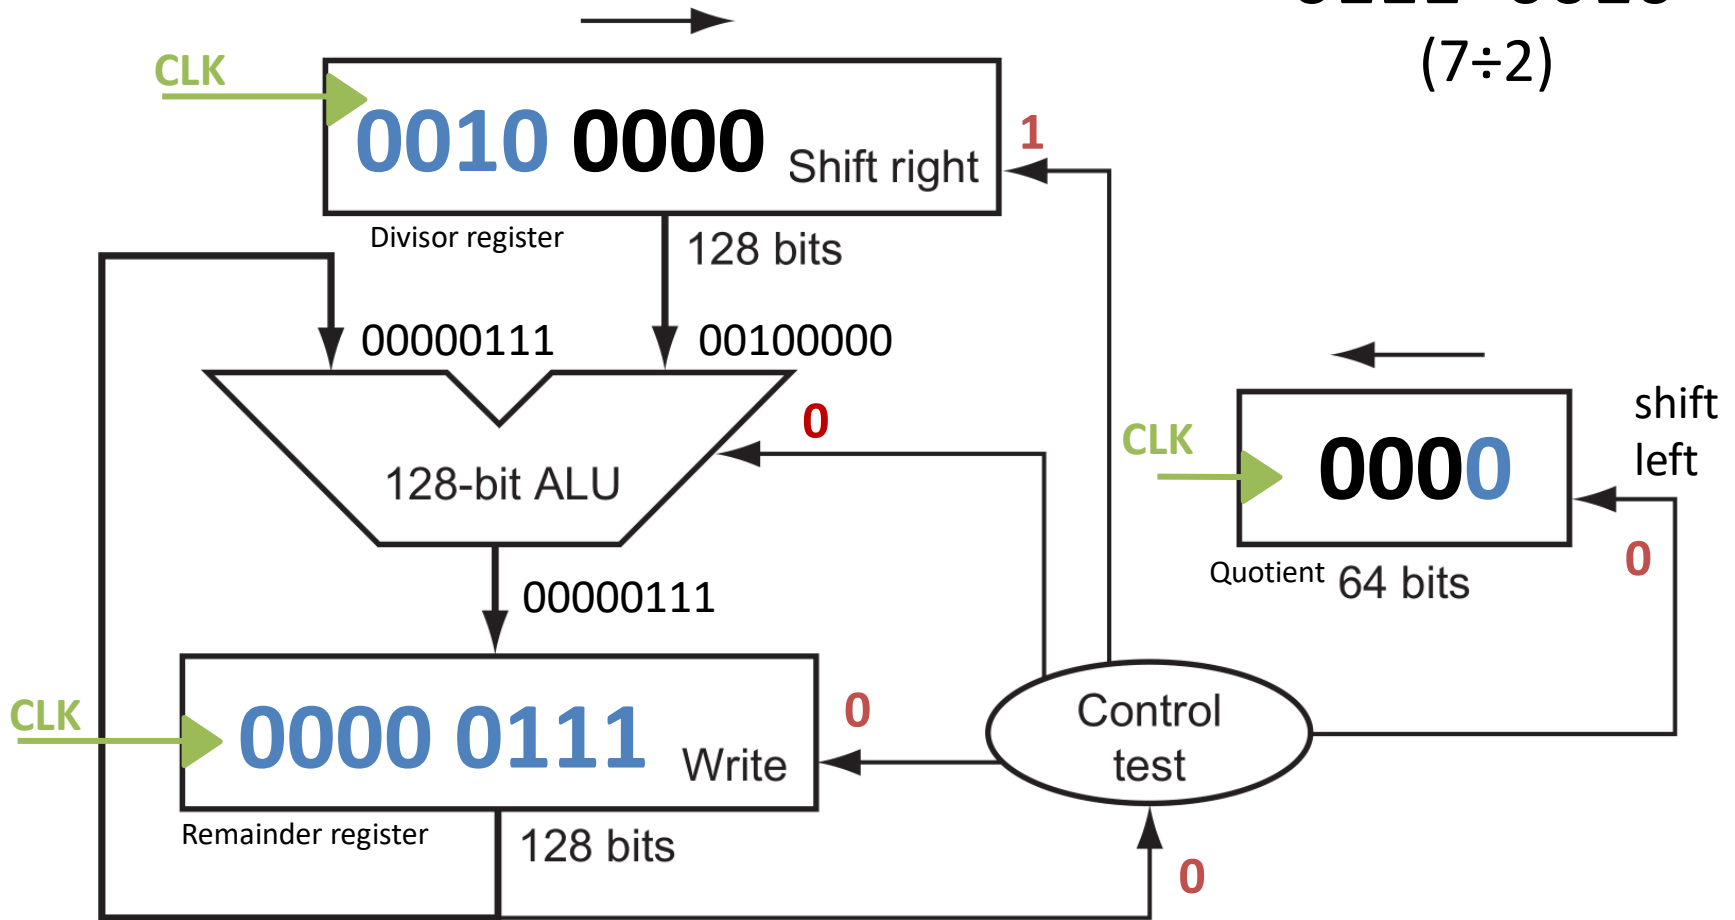 (7÷2)
CLK
0010 0000
Shift right
1
Divisor register
128 bits
00000111
00100000
0
128-bit ALU
CLK
0000
shift
left
0
Quotient
64 bits
00000111
CLK
0000 0111
Write
0
Control
test
Remainder register
128 bits
0